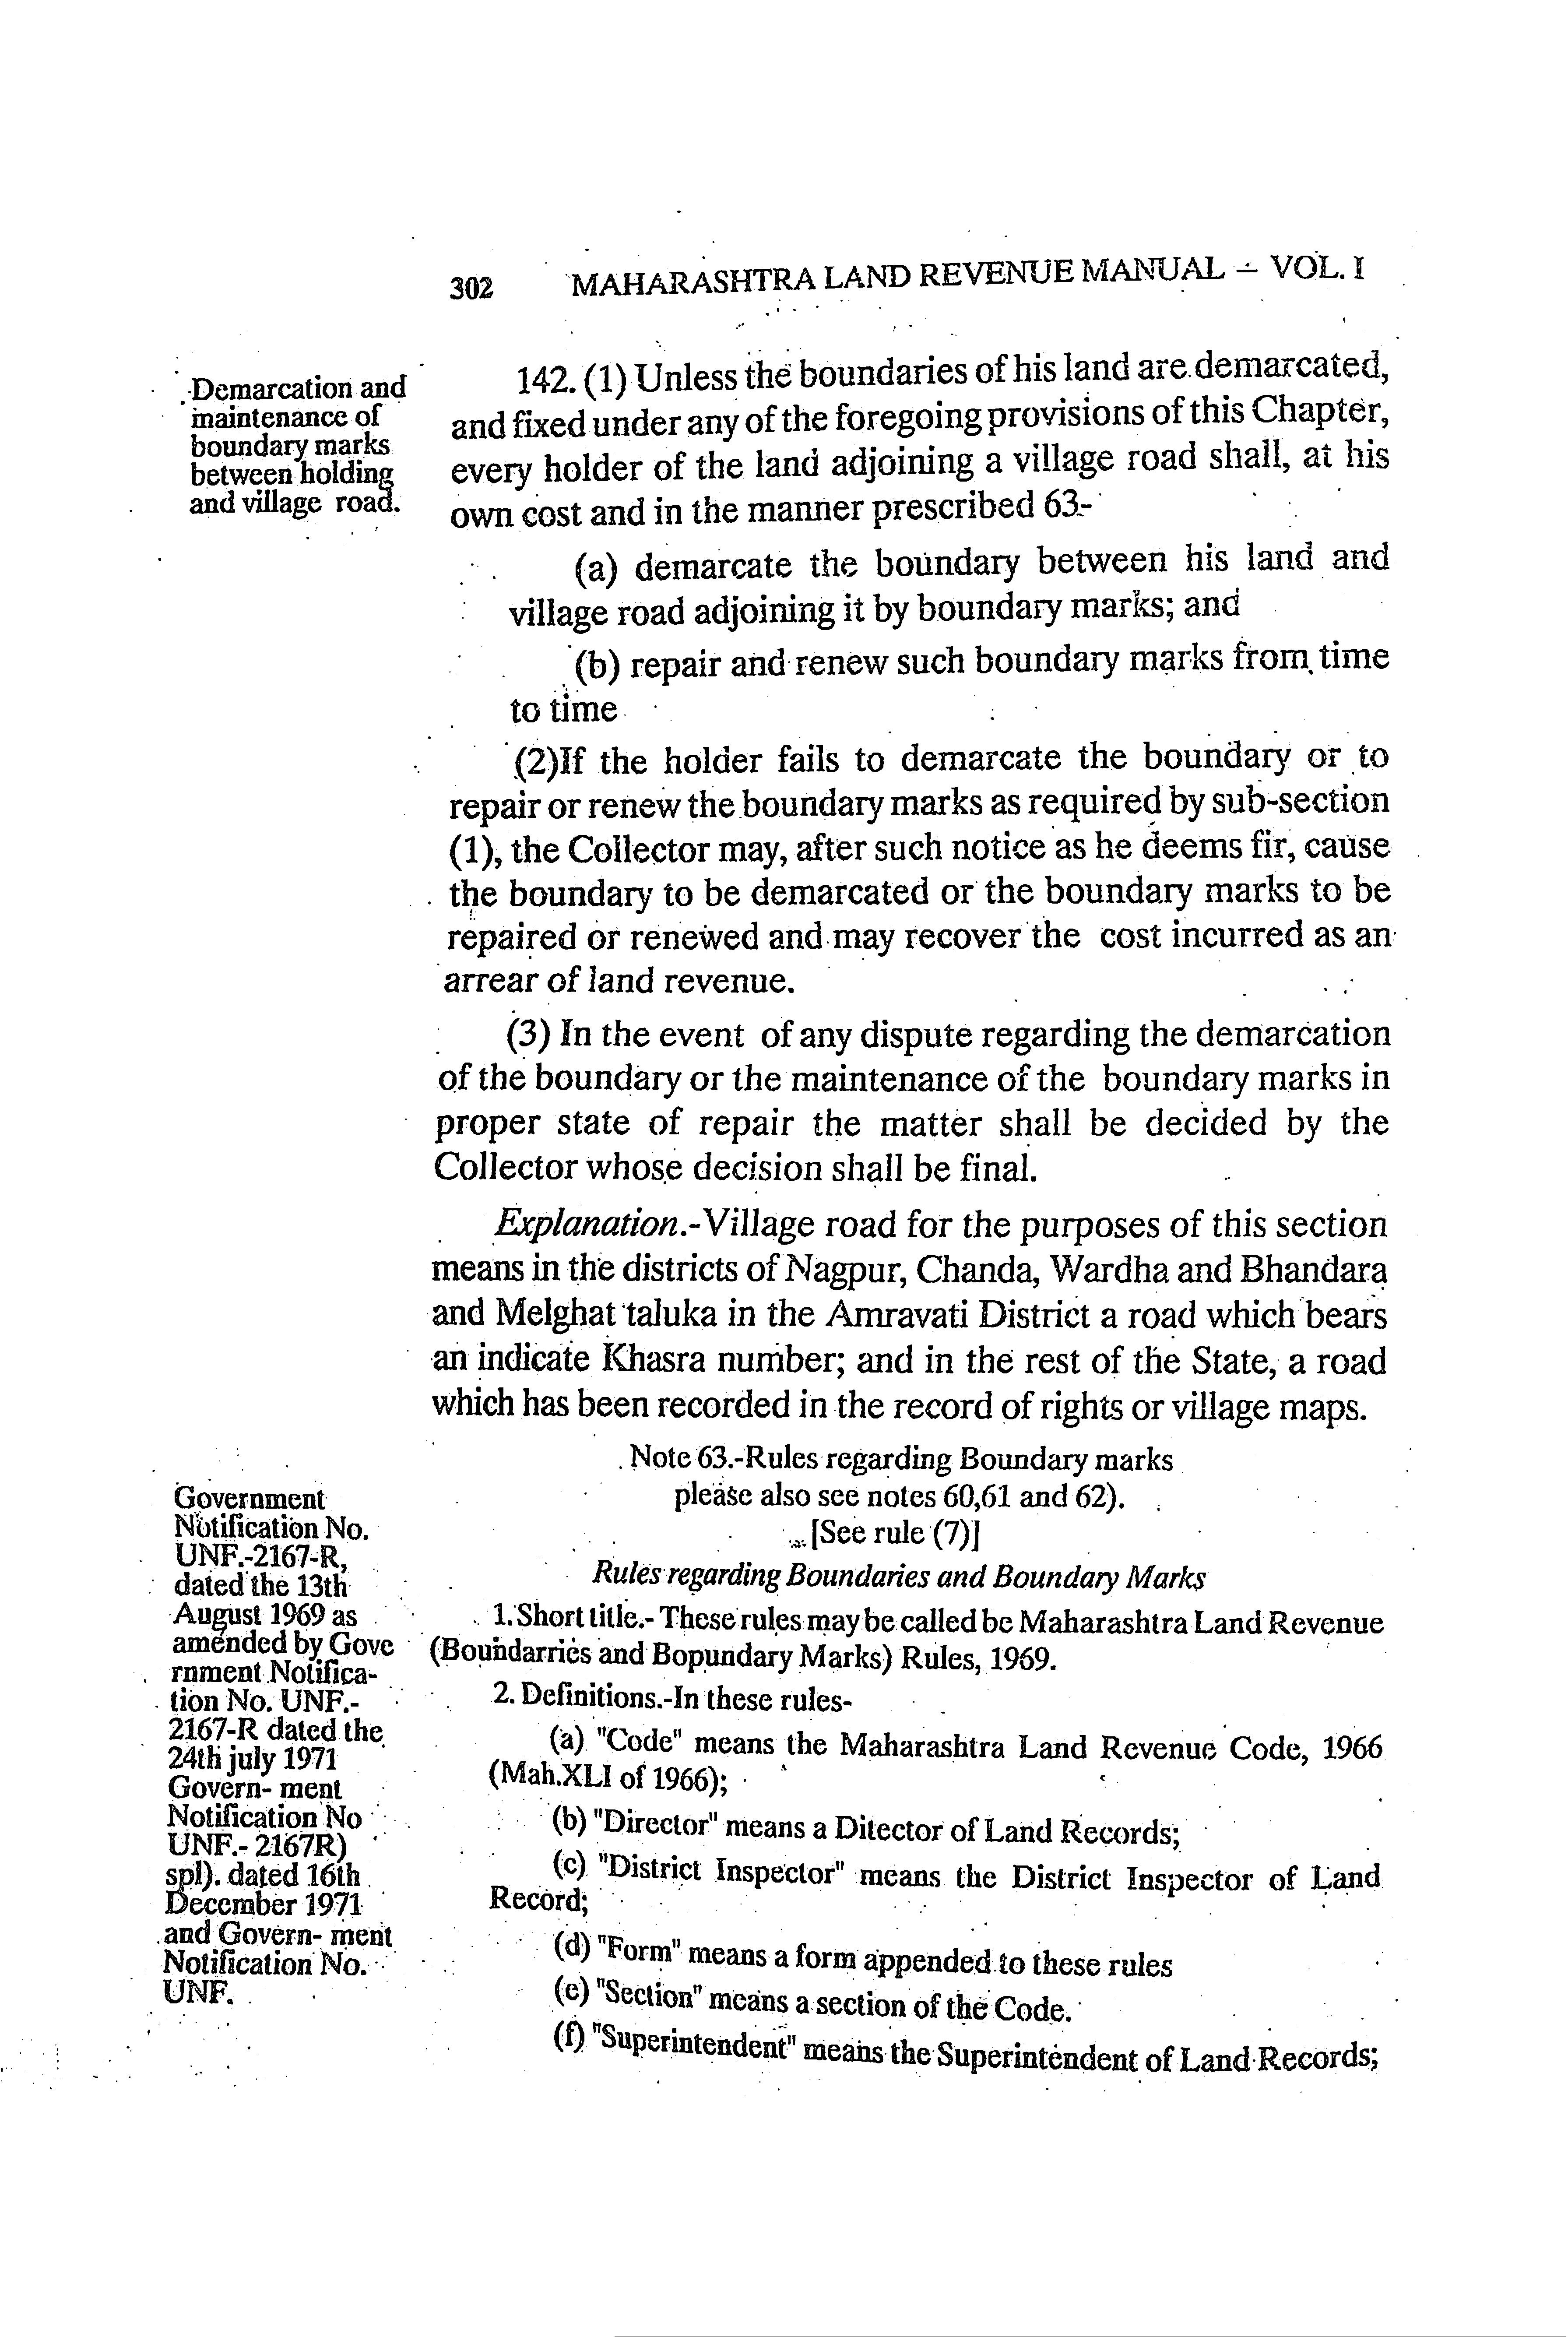 302 MAHARASHTRA LAND REVENUE MANUAL - VOL. I
Demarcation and
maintenance of
boundary marks
between holding
and village road.
142. (1) Unless the boundaries of his land are demarcated,
and fixed under any of the foregoing provisions of this Chapter,
every holder of the land adjoining a village road shall, at his
own cost and in the manner prescribed 63-
(a) demarcate the boundary between his land and
village road adjoining it by boundary marks; and
(b) repair and renew such boundary marks from time
to time
(2)If the holder fails to demarcate the boundary or to
repair or renew the boundary marks as required by sub-section
(1), the Collector may, after such notice as he deems fir, cause
the boundary to be demarcated or the boundary marks to be
repaired or renewed and may recover the cost incurred as an
arrear of land revenue.
(3) In the event of any dispute regarding the demarcation
of the boundary or the maintenance of the boundary marks in
proper state of repair the matter shall be decided by the
Collector whose decision shall be final.
Explanation.-Village road for the purposes of this section
means in the districts of Nagpur, Chanda, Wardha and Bhandara
and Melghat taluka in the Amravati District a road which bears
an indicate Khasra number; and in the rest of the State, a road
which has been recorded in the record of rights or village maps.
Note 63.-Rules regarding Boundary marks
please also see notes 60,61 and 62).
[See rule (7)]
Rules regarding Boundaries and Boundary Marks
Government
Notification No.
UNF.-2167-R,
dated the 13th
August 1969 as
amended by Gove
rnment Notifica-
tion No. UNF.-
2167-R dated the
24th july 1971
Govern- ment
Notification No
UNF.- 2167R)
spl). dated 16th
December 1971
and Govern- ment
Notification No.
UNF.
1. Short title.- These rules may be called be Maharashtra Land Revenue
(Boundarries and Bopundary Marks) Rules, 1969.
2. Definitions.-In these rules-
(a) "Code" means the Maharashtra Land Revenue Code, 1966
(Mah.XLI of 1966);
(b) "Director" means a Ditector of Land Records;
(c) "District Inspector" means the District Inspector of Land
Record;
(d) "Form" means a form appended to these rules
(e) "Section" means a section of the Code.
(f) "Superintendent" means the Superintendent of Land Records;